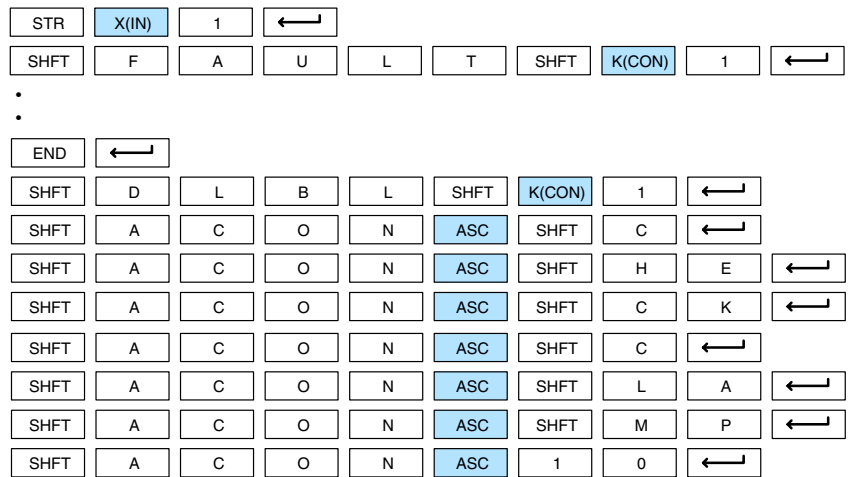 STR X(IN) 1
SHFT F A U L T SHFT K(CON) 1
•
•
END
SHFT D L B L SHFT K(CON) 1
SHFT A C O N ASC SHFT C
SHFT A C O N ASC SHFT H E
SHFT A C O N ASC SHFT C K
SHFT A C O N ASC SHFT C
SHFT A C O N ASC SHFT L A
SHFT A C O N ASC SHFT M P
SHFT A C O N ASC 1 0